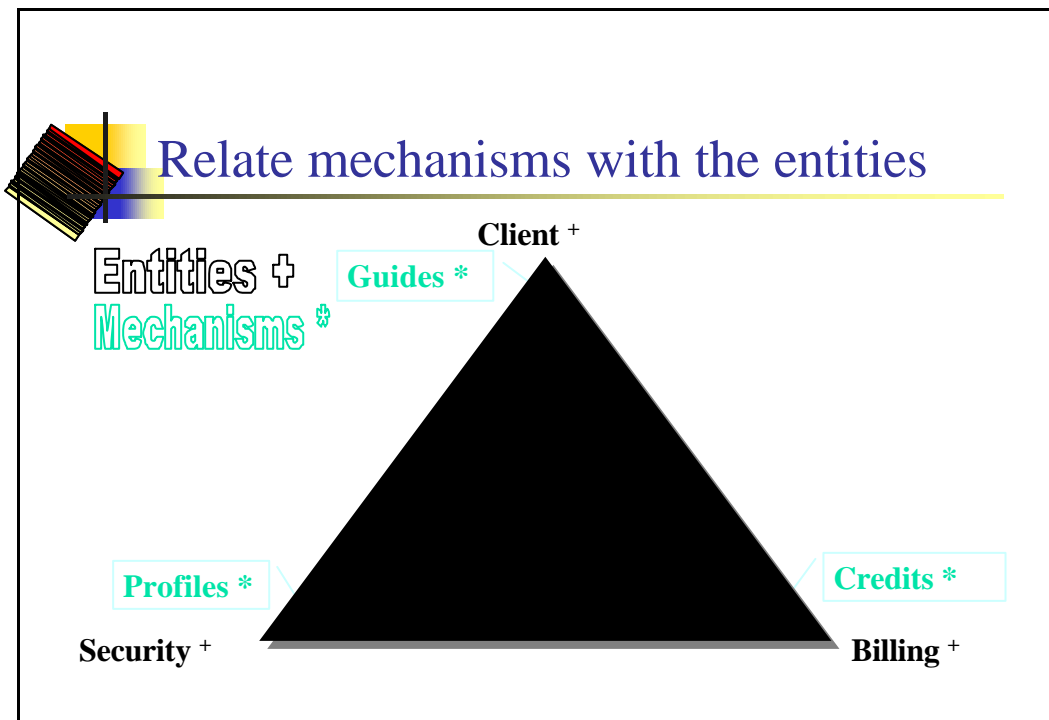 Relate mechanisms with the entities
Client +
Entities +
Guides *
Mechanisms *
Profiles *
Credits *
Security +
Billing +